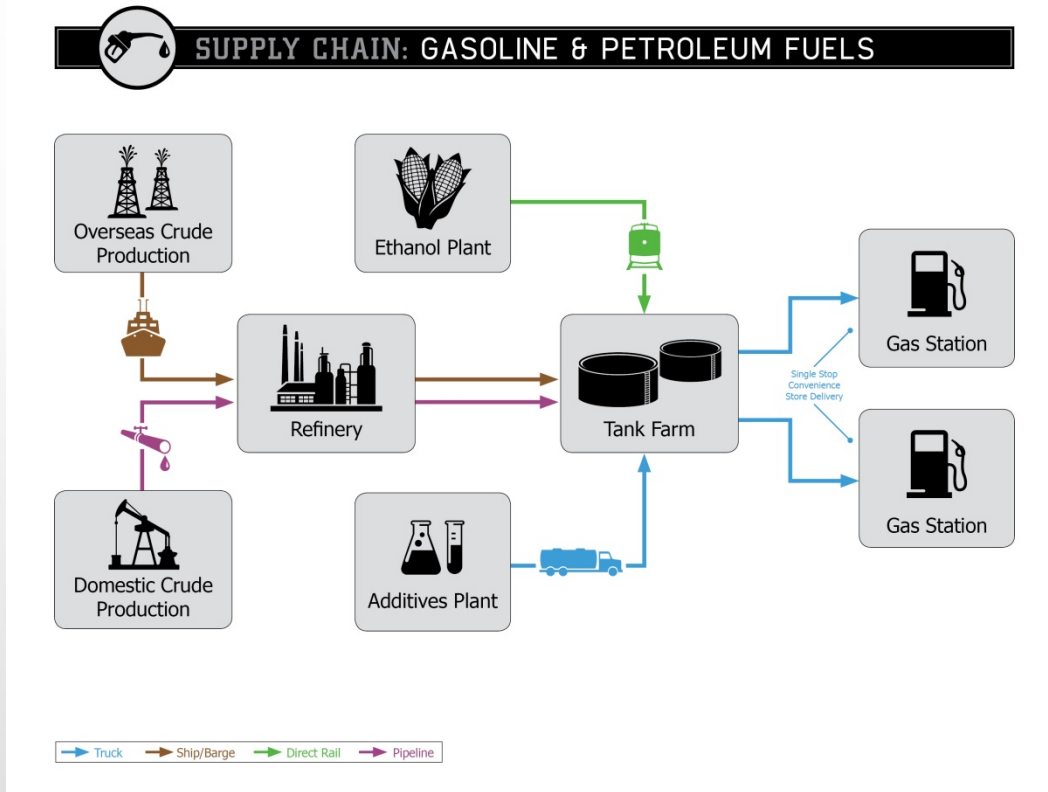 SUPPLY CHAIN: GASOLINE & PETROLEUM FUELS
Overseas Crude
Production
Ethanol Plant
Gas Station
Refinery
Tank Farm
Single Stop
Convenience
Store Delivery
Domestic Crude
Production
Additives Plant
Gas Station
Truck
Ship/Barge
Direct Rail
Pipeline